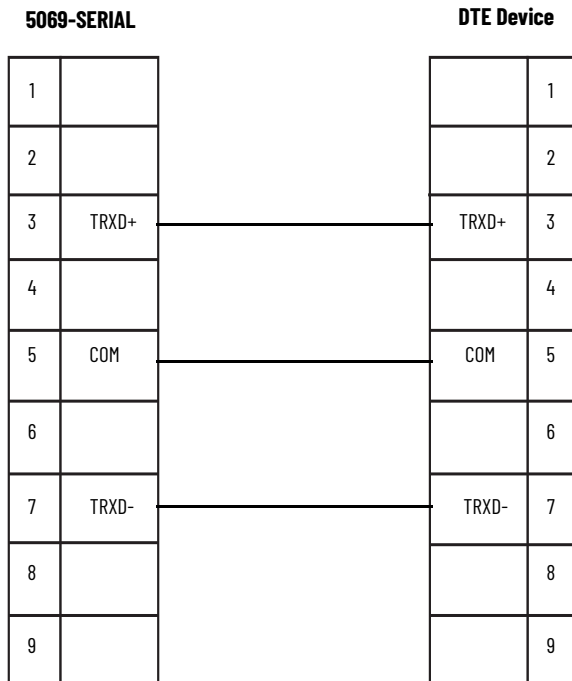 5069-SERIAL DTE Device
1 1
2 2
3 TRXD+ TRXD+ 3
4 4
5 COM COM 5
6 6
7 TRXD- TRXD- 7
8 8
9 9